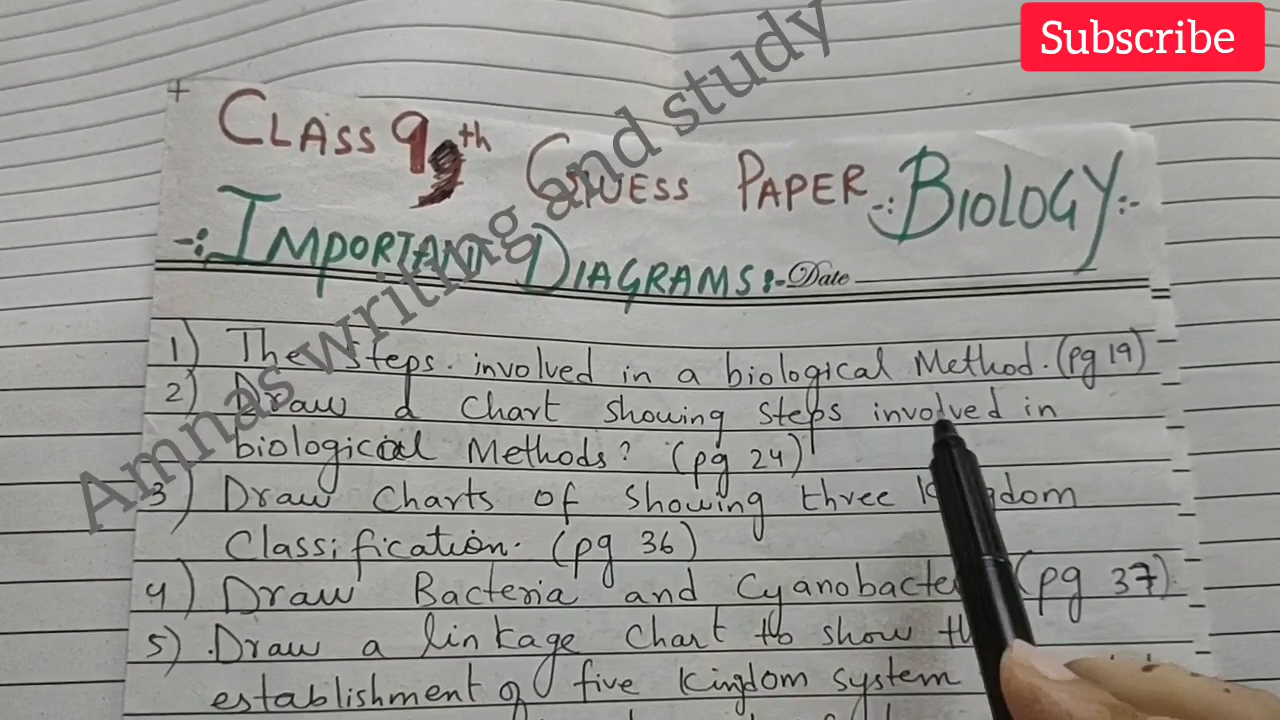 Subscribe
CLASS 9th GUESS PAPER -: BIOLOGY:-
-: IMPORTANT DIAGRAMS:- Date
1) The steps. involved in a biological Method. (pg 19)
2) Draw a chart showing steps involved in
biological Methods? (pg 24)
3) Draw Charts of showing three Kingdom
Classification. (pg 36)
4) Draw Bacteria and Cyanobacte (pg 37).
5) .Draw a linkage chart to show
establishment of five Kingdom system
Amnas writing and study